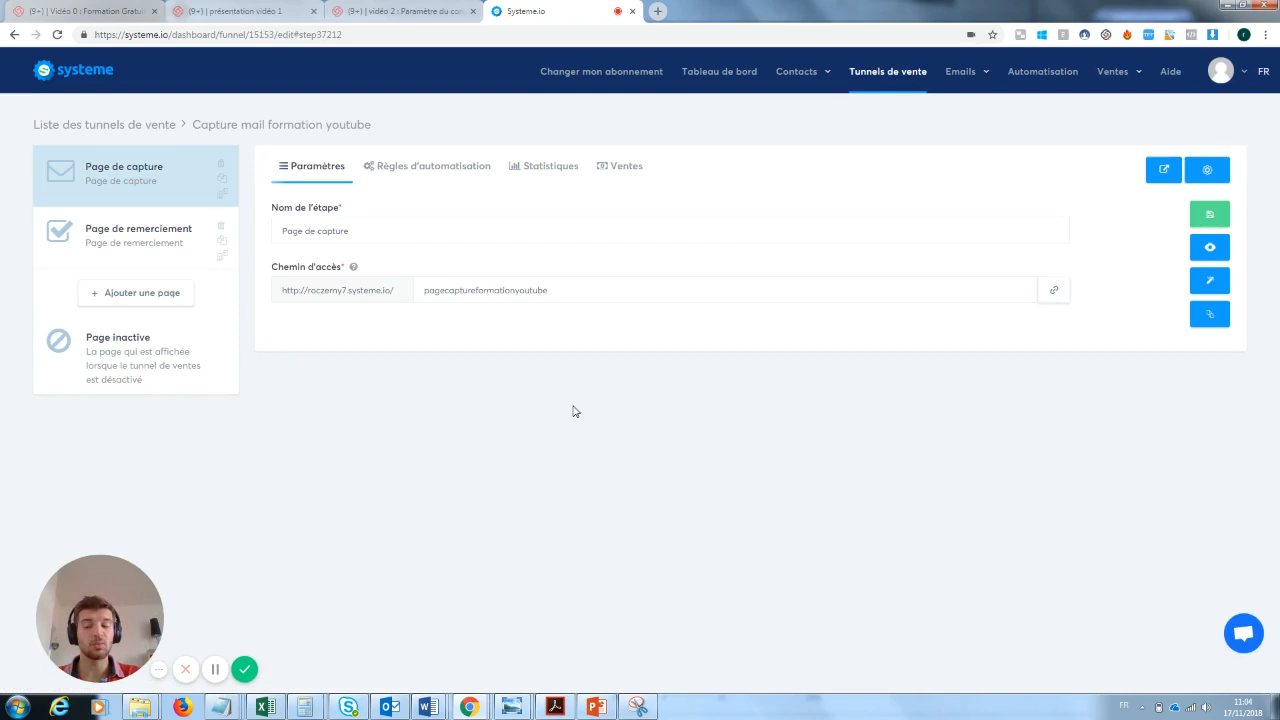 (9+) | Vidéo 0 : Formation Gratui
(9+) | présentation vidéo 1
(9+) | vidéo 2 : Paramètre du con
Systeme.io
https://systeme.io/dashboard/funnel/15153/edit#step37212
systeme
Changer mon abonnement
Tableau de bord
Contacts
Tunnels de vente
Emails
Automatisation
Ventes
Aide
FR
Liste des tunnels de vente > Capture mail formation youtube
Page de capture
Page de capture
Page de remerciement
Page de remerciement
+ Ajouter une page
Page inactive
La page qui est affichée
lorsque le tunnel de ventes
est désactivé
Paramètres
Règles d'automatisation
Statistiques
Ventes
Nom de l'étape*
Page de capture
Chemin d'accès*
http://roczerny7.systeme.io/
pagecaptureformationyoutube
FR
11:04
17/11/2018